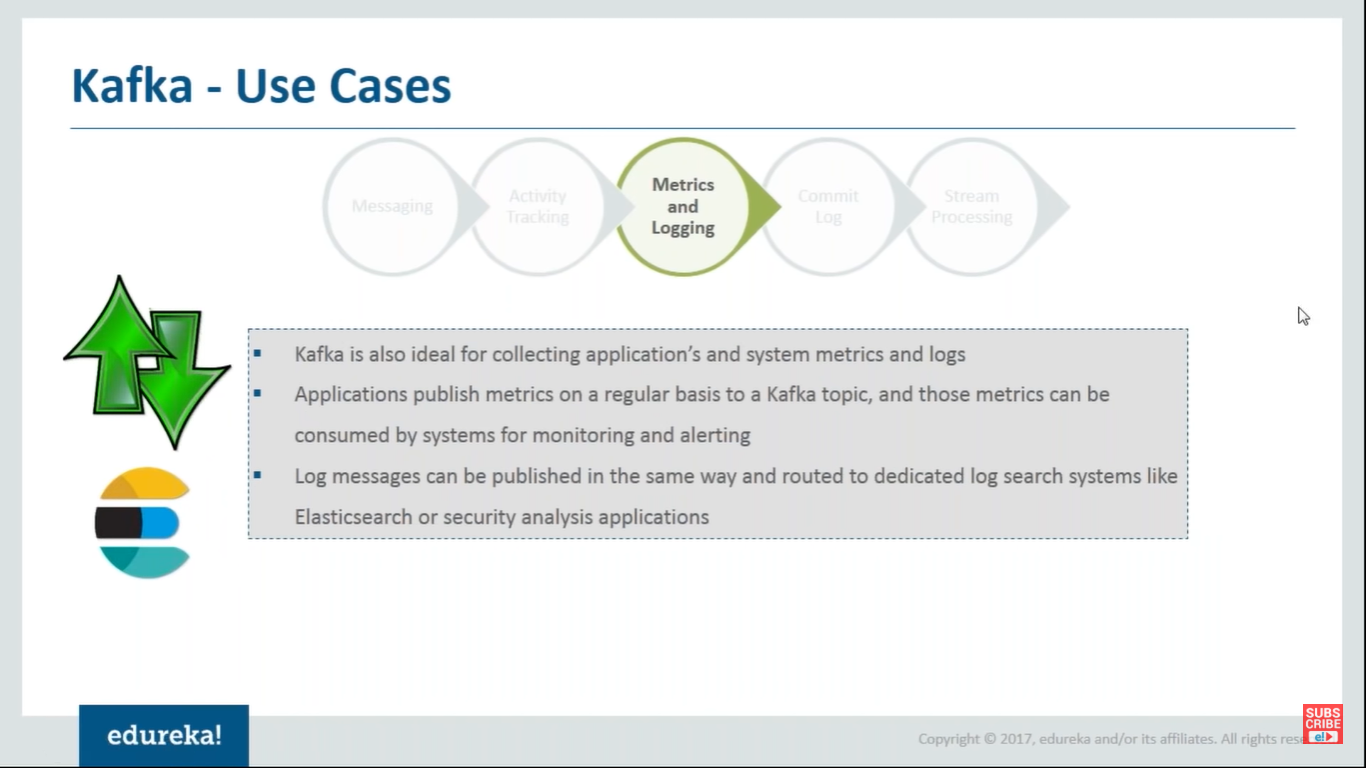 Kafka - Use Cases
Messaging
Activity
Tracking
Metrics
and
Logging
Commit
Log
Stream
Processing
Kafka is also ideal for collecting application’s and system metrics and logs
Applications publish metrics on a regular basis to a Kafka topic, and those metrics can be
consumed by systems for monitoring and alerting
Log messages can be published in the same way and routed to dedicated log search systems like
Elasticsearch or security analysis applications
edureka!
Copyright © 2017, edureka and/or its affiliates. All rights
SUBS
CRIBE
e!